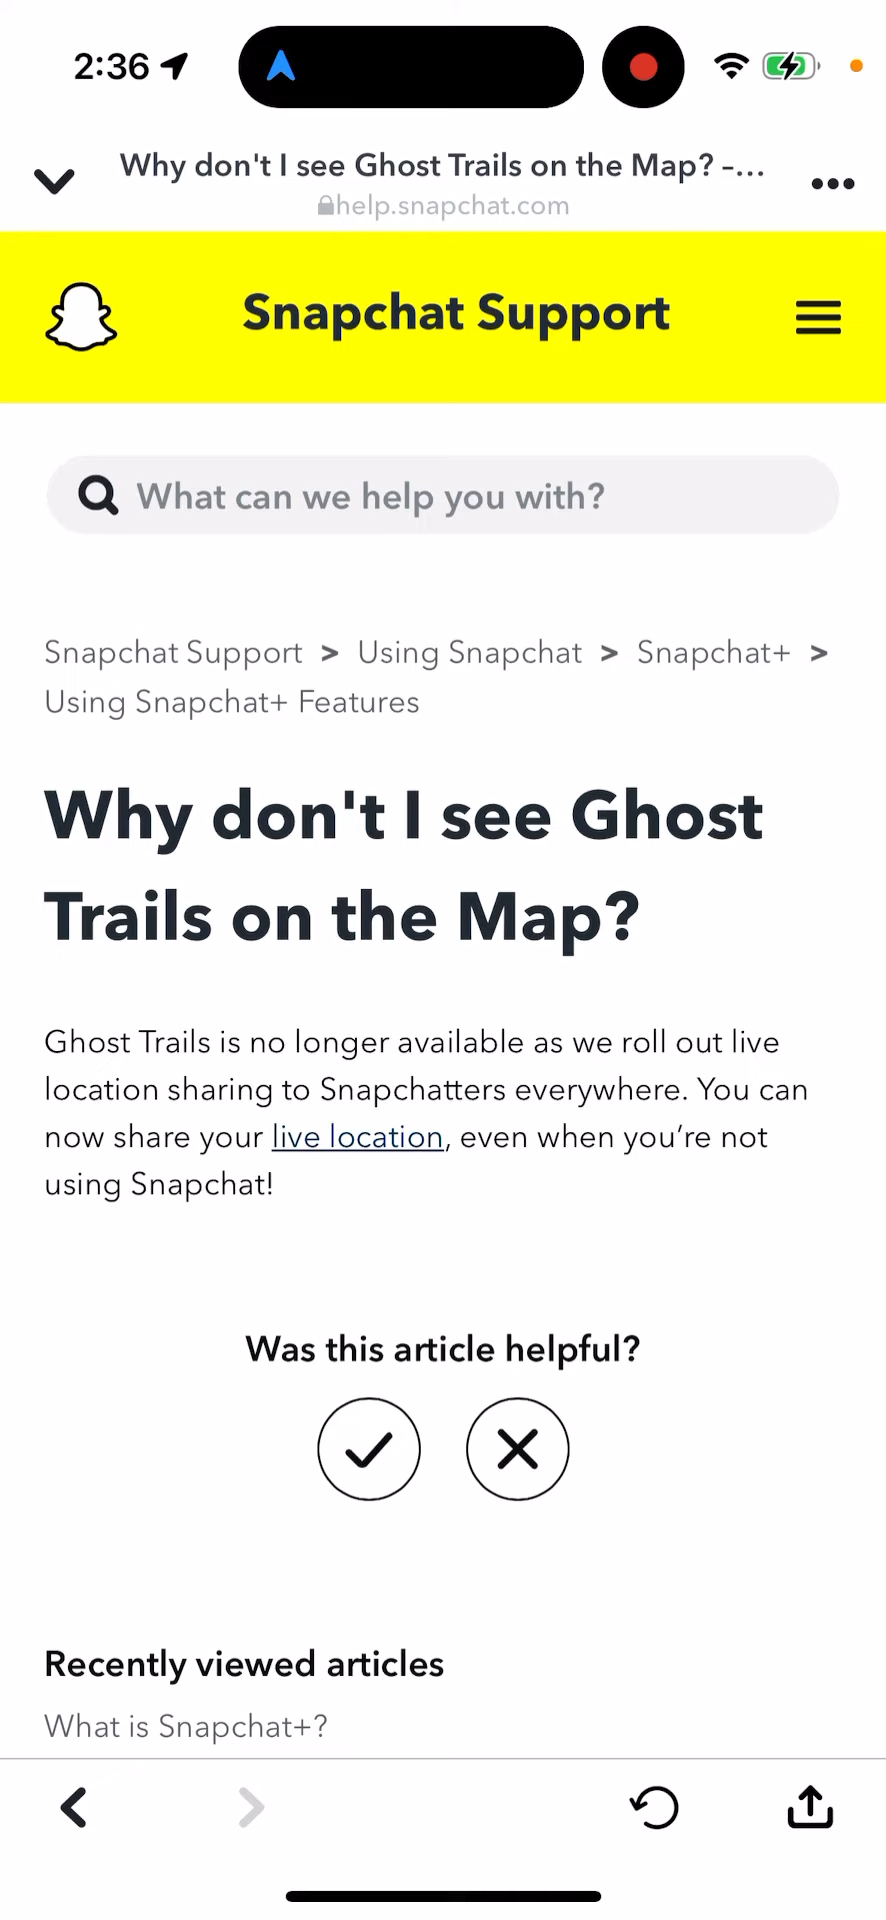 2:36
Why don't I see Ghost Trails on the Map? –...
help.snapchat.com
Snapchat Support
What can we help you with?
Snapchat Support > Using Snapchat > Snapchat+ >
Using Snapchat+ Features
Why don't I see Ghost
Trails on the Map?
Ghost Trails is no longer available as we roll out live
location sharing to Snapchatters everywhere. You can
now share your live location, even when you’re not
using Snapchat!
Was this article helpful?
Recently viewed articles
What is Snapchat+?